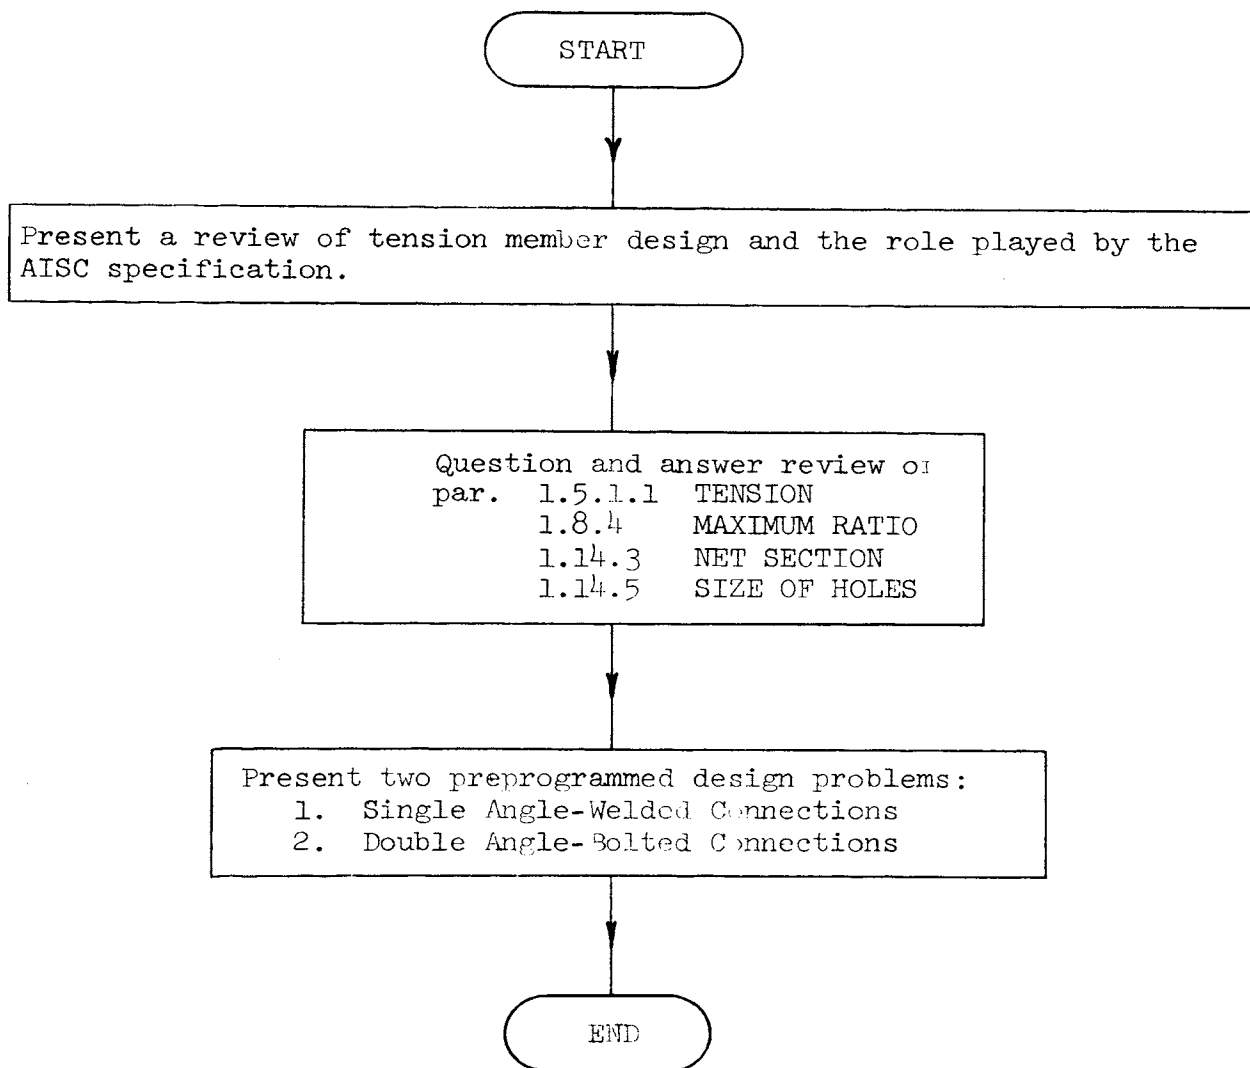 START
Present a review of tension member design and the role played by the
AISC specification.
Question and answer review of
par. 1.5.1.1 TENSION
1.8.4 MAXIMUM RATIO
1.14.3 NET SECTION
1.14.5 SIZE OF HOLES
Present two preprogrammed design problems:
1. Single Angle-Welded Connections
2. Double Angle-Bolted Connections
END